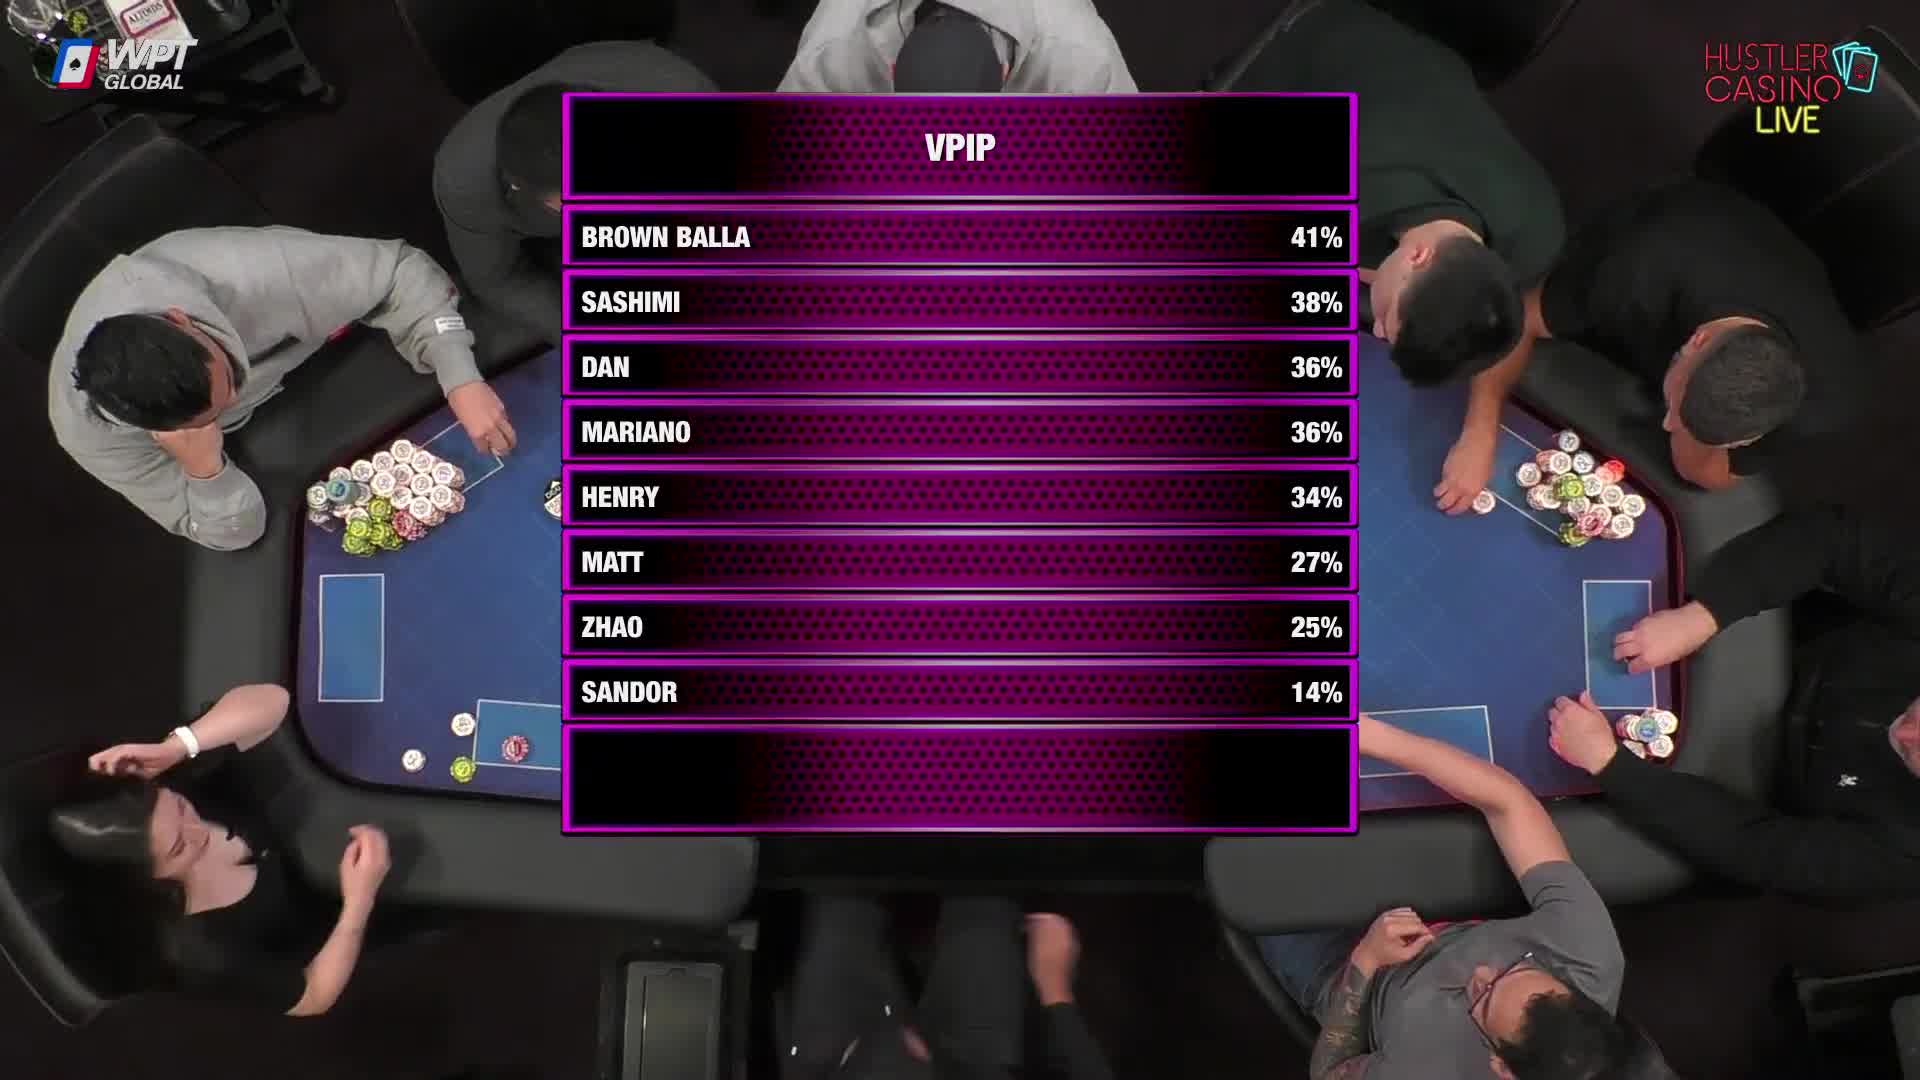 ALTOIDS
WPT
GLOBAL
HUSTLER
CASINO
LIVE
VPIP
BROWN BALLA 41%
SASHIMI 38%
DAN 36%
MARIANO 36%
HENRY 34%
MATT 27%
ZHAO 25%
SANDOR 14%